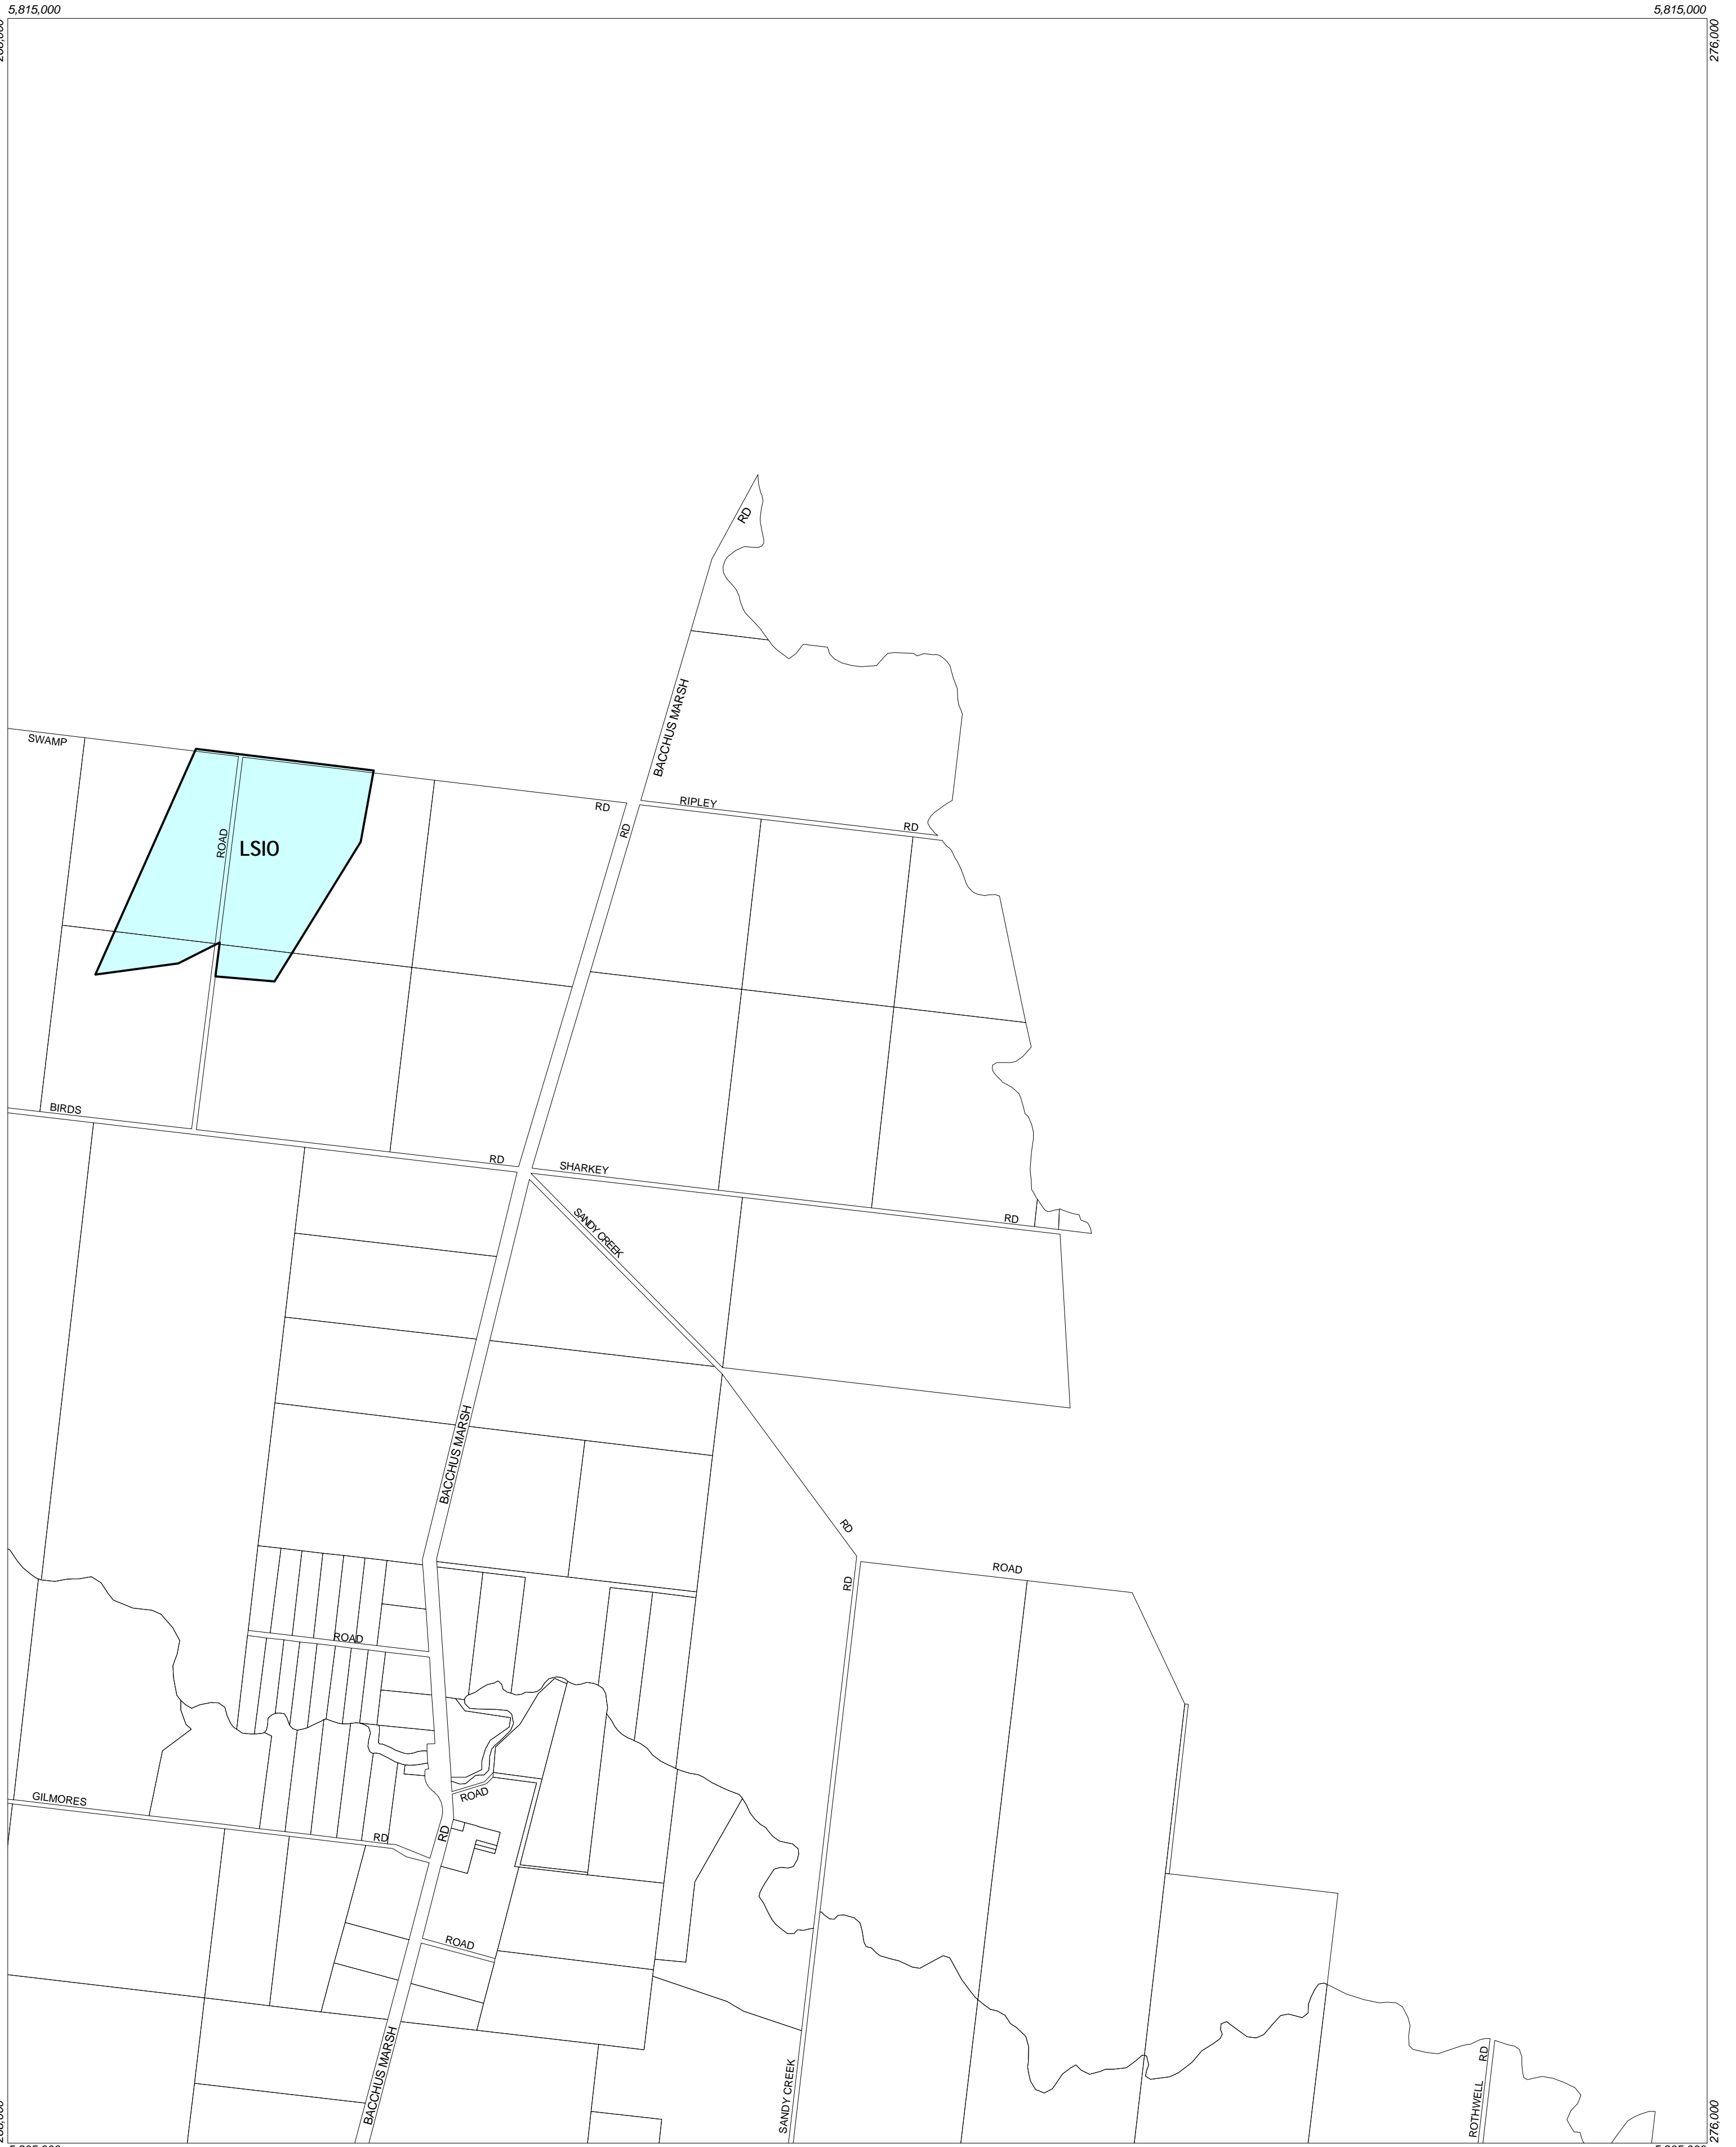 5,815,000
5,815,000
276,000
RD
BACCHUS MARSH
SWAMP
RD
RIPLEY
RD
RD
ROAD
LSIO
BIRDS
RD
SHARKEY
RD
SANDY CREEK
BACCHUS MARSH
RD
ROAD
RD
ROAD
GILMORES
ROAD
RD
RD
ROAD
BACCHUS MARSH
SANDY CREEK
RD
ROTHWELL
276,000